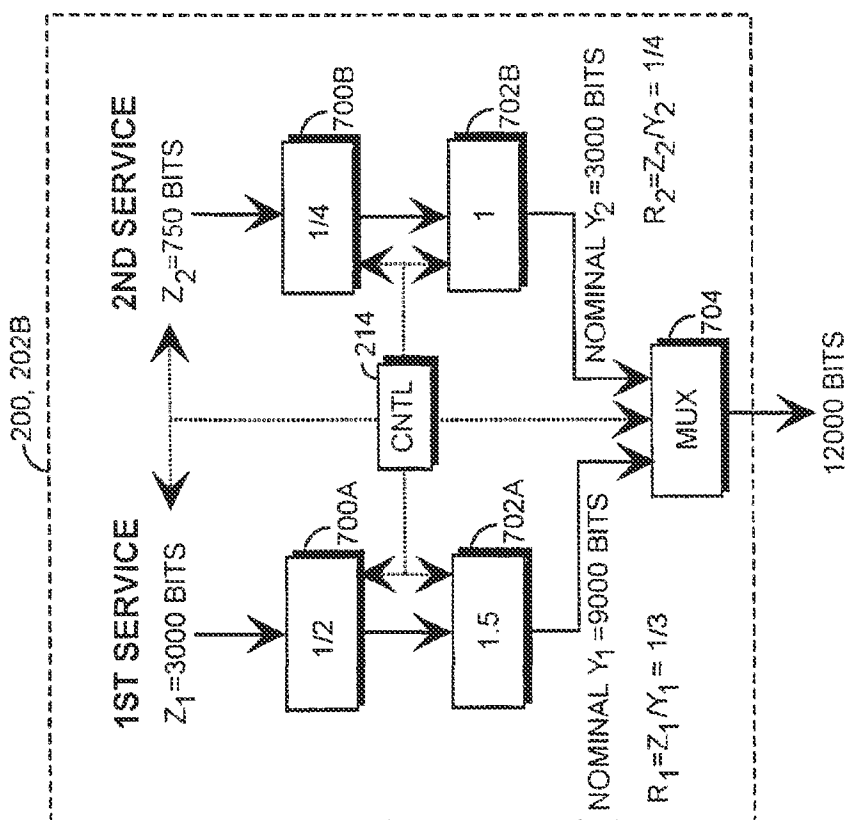 200, 202B
1ST SERVICE
Z1=3000 BITS
2ND SERVICE
Z2=750 BITS
700A
1/2
214
CNTL
700B
1/4
702A
1.5
702B
1
NOMINAL Y1=9000 BITS
R1=Z1/Y1 = 1/3
NOMINAL Y2=3000 BITS
R2=Z2/Y2 = 1/4
704
MUX
12000 BITS